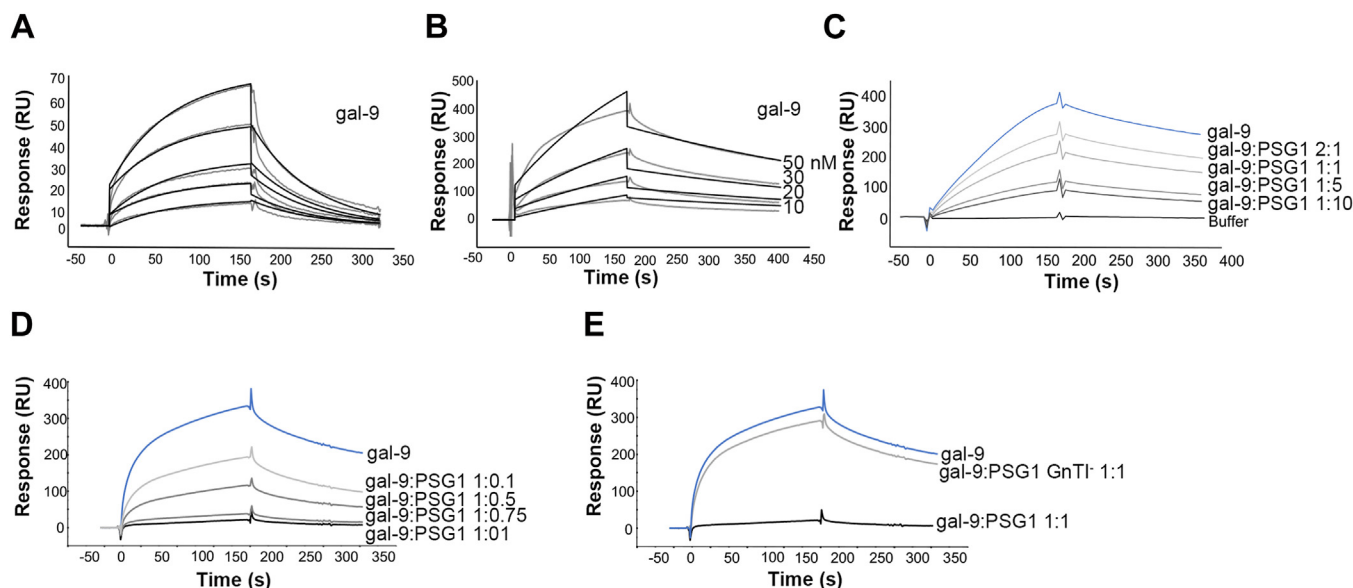 A
Response (RU)
70
60
50
40
30
20
10
0
gal-9
-50 0 50 100 150 200 250 300 350
Time (s)
B
Response (RU)
500
400
300
200
100
0
gal-9
50 nM
30
20
10
-50 0 50 100 150 200 250 300 350 400 450
Time (s)
C
Response (RU)
400
300
200
100
0
gal-9
gal-9:PSG1 2:1
gal-9:PSG1 1:1
gal-9:PSG1 1:5
gal-9:PSG1 1:10
Buffer
-50 0 50 100 150 200 250 300 350 400
Time (s)
D
Response (RU)
400
300
200
100
0
gal-9
gal-9:PSG1 1:0.1
gal-9:PSG1 1:0.5
gal-9:PSG1 1:0.75
gal-9:PSG1 1:01
-50 0 50 100 150 200 250 300 350
Time (s)
E
Response (RU)
400
300
200
100
0
gal-9
gal-9:PSG1 GnTI- 1:1
gal-9:PSG1 1:1
-50 0 50 100 150 200 250 300 350
Time (s)